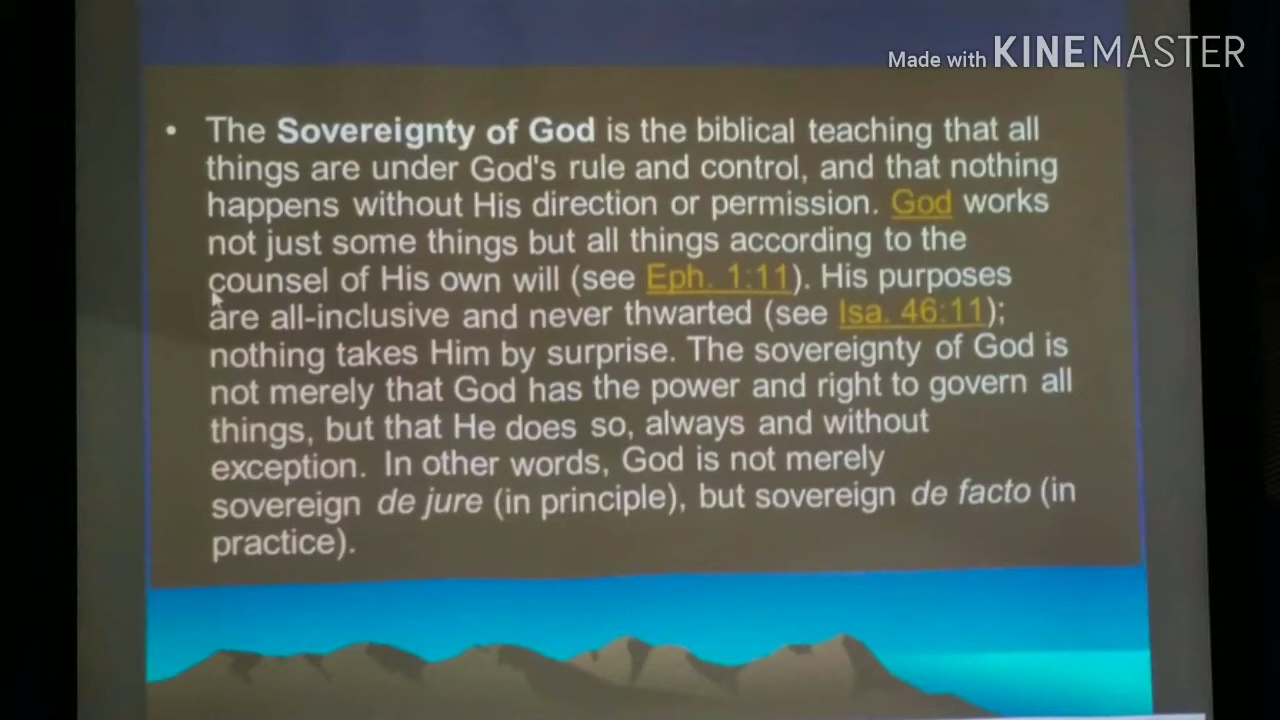 Made with KINEMASTER
• The Sovereignty of God is the biblical teaching that all
things are under God's rule and control, and that nothing
happens without His direction or permission. God works
not just some things but all things according to the
counsel of His own will (see Eph. 1:11). His purposes
are all-inclusive and never thwarted (see Isa. 46:11);
nothing takes Him by surprise. The sovereignty of God is
not merely that God has the power and right to govern all
things, but that He does so, always and without
exception. In other words, God is not merely
sovereign de jure (in principle), but sovereign de facto (in
practice).